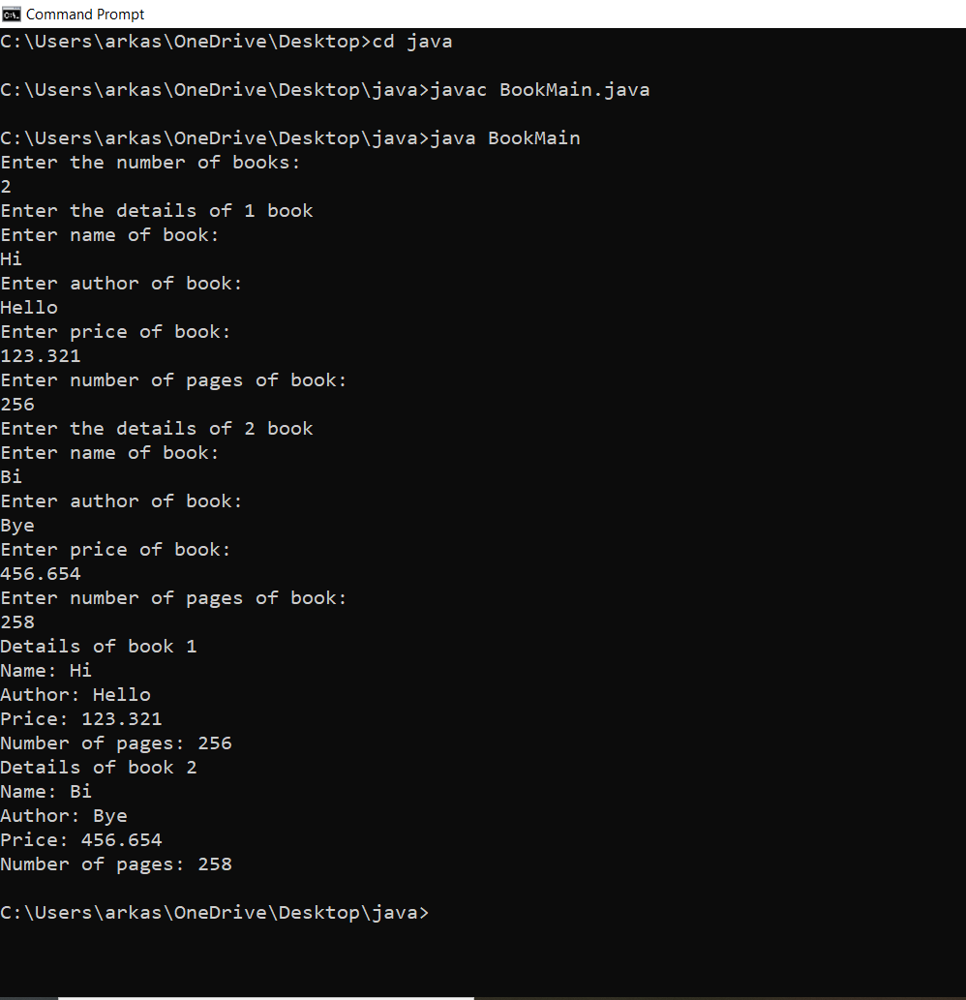 Command Prompt
C:\Users\arkas\OneDrive\Desktop>cd java
C:\Users\arkas\OneDrive\Desktop\java>javac BookMain.java
C:\Users\arkas\OneDrive\Desktop\java>java BookMain
Enter the number of books:
2
Enter the details of 1 book
Enter name of book:
Hi
Enter author of book:
Hello
Enter price of book:
123.321
Enter number of pages of book:
256
Enter the details of 2 book
Enter name of book:
Bi
Enter author of book:
Bye
Enter price of book:
456.654
Enter number of pages of book:
258
Details of book 1
Name: Hi
Author: Hello
Price: 123.321
Number of pages: 256
Details of book 2
Name: Bi
Author: Bye
Price: 456.654
Number of pages: 258
C:\Users\arkas\OneDrive\Desktop\java>